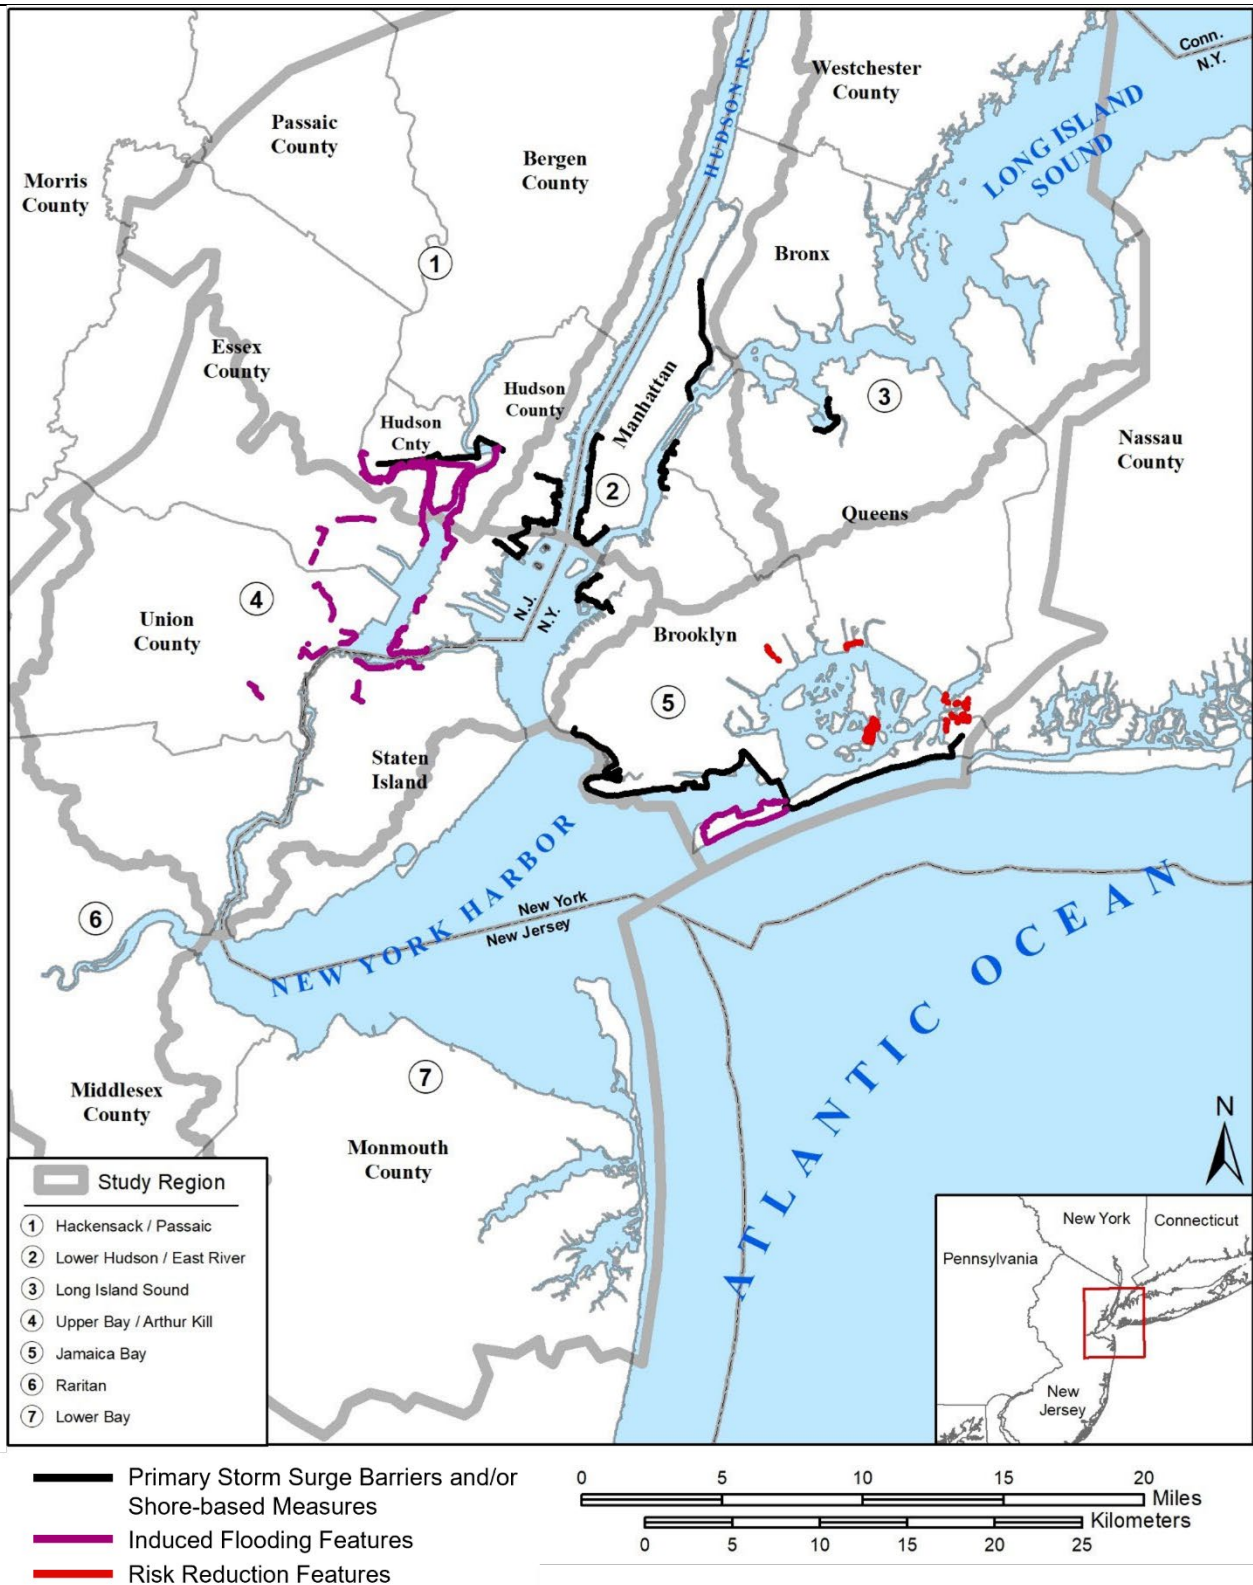 Conn.
N.Y.
Westchester
County
HUDSON R.
LONG ISLAND
SOUND
Passaic
County
Bergen
County
Morris
County
Bronx
1
Essex
County
Hudson
County
Manhattan
3
Hudson
Cnty
Nassau
County
2
Queens
4
Union
County
N.J.
N.Y.
Brooklyn
5
Staten
Island
NEW YORK HARBOR
New York
New Jersey
6
ATLANTIC OCEAN
7
Middlesex
County
Monmouth
County
N
Study Region
1 Hackensack / Passaic
2 Lower Hudson / East River
3 Long Island Sound
4 Upper Bay / Arthur Kill
5 Jamaica Bay
6 Raritan
7 Lower Bay
New York
Connecticut
Pennsylvania
New
Jersey
Primary Storm Surge Barriers and/or
Shore-based Measures
Induced Flooding Features
Risk Reduction Features
0 5 10 15 20
Miles
Kilometers
0 5 10 15 20 25